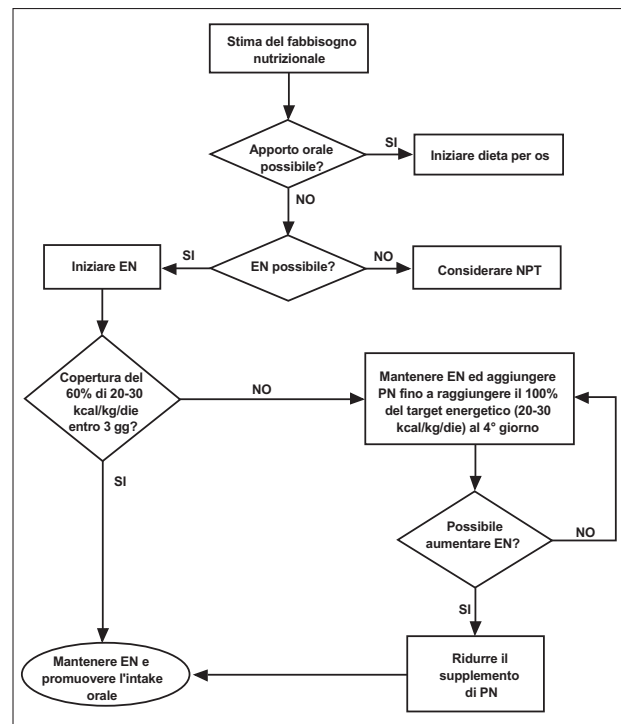 Stima del fabbisogno
nutrizionale
Apporto orale
possibile?
SI
Iniziare dieta per os
NO
Iniziare EN
SI
EN possibile?
NO
Considerare NPT
Copertura del
60% di 20-30
kcal/kg/die
entro 3 gg?
NO
Mantenere EN ed aggiungere
PN fino a raggiungere il 100%
del target energetico (20-30
kcal/kg/die) al 4° giorno
SI
Possibile
aumentare EN?
NO
SI
Mantenere EN e
promuovere l'intake
orale
Ridurre il
supplemento
di PN